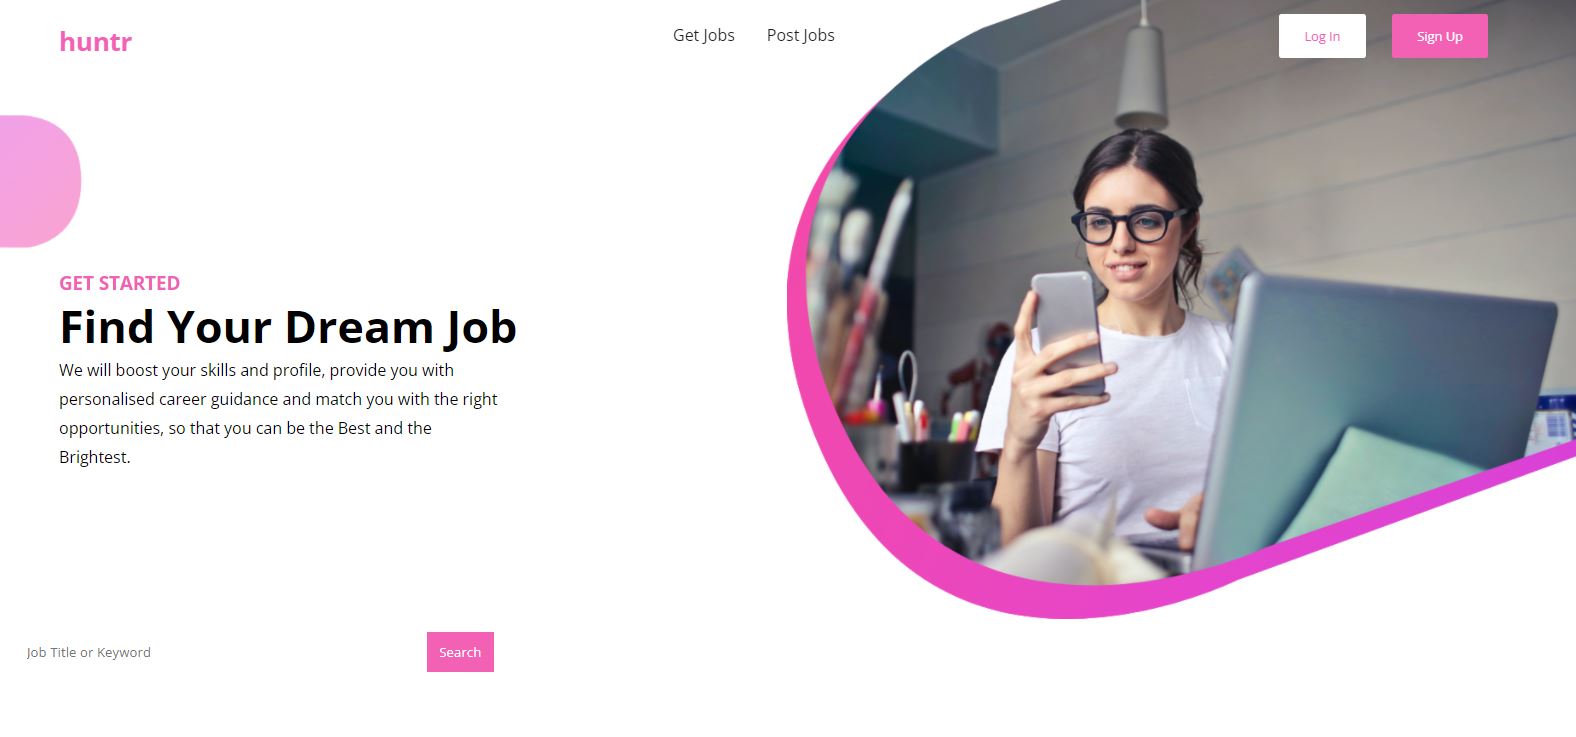 huntr
Get Jobs
Post Jobs
Log In
Sign Up
GET STARTED
Find Your Dream Job
We will boost your skills and profile, provide you with
personalised career guidance and match you with the right
opportunities, so that you can be the Best and the
Brightest.
Job Title or Keyword
Search